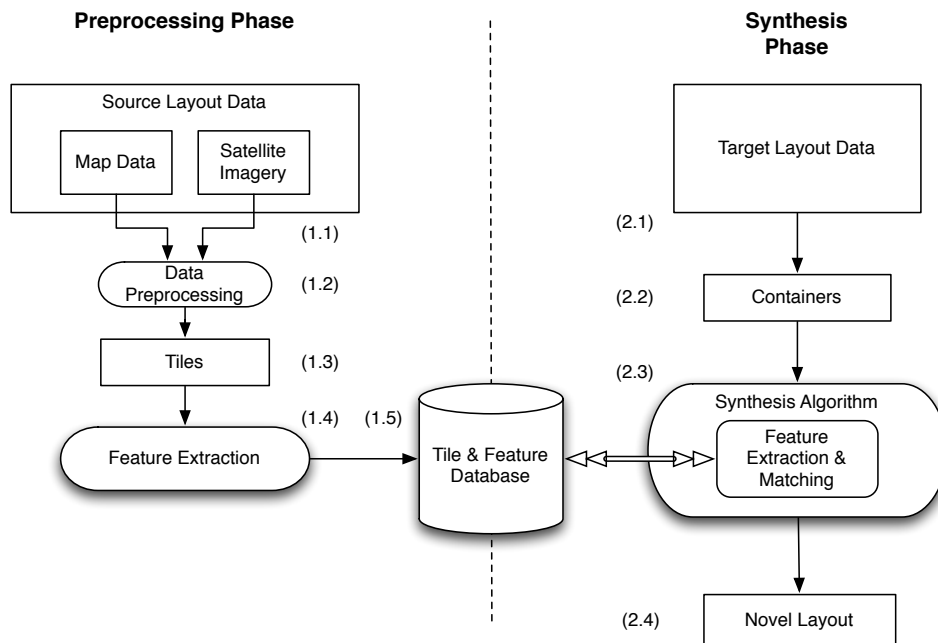 Preprocessing Phase
Synthesis
Phase
Source Layout Data
Map Data
Satellite
Imagery
Target Layout Data
(1.1)
(2.1)
Data
Preprocessing
(1.2)
(2.2)
Containers
Tiles
(1.3)
(2.3)
Synthesis Algorithm
(1.4)
(1.5)
Feature Extraction
Tile & Feature
Database
Feature
Extraction &
Matching
(2.4)
Novel Layout